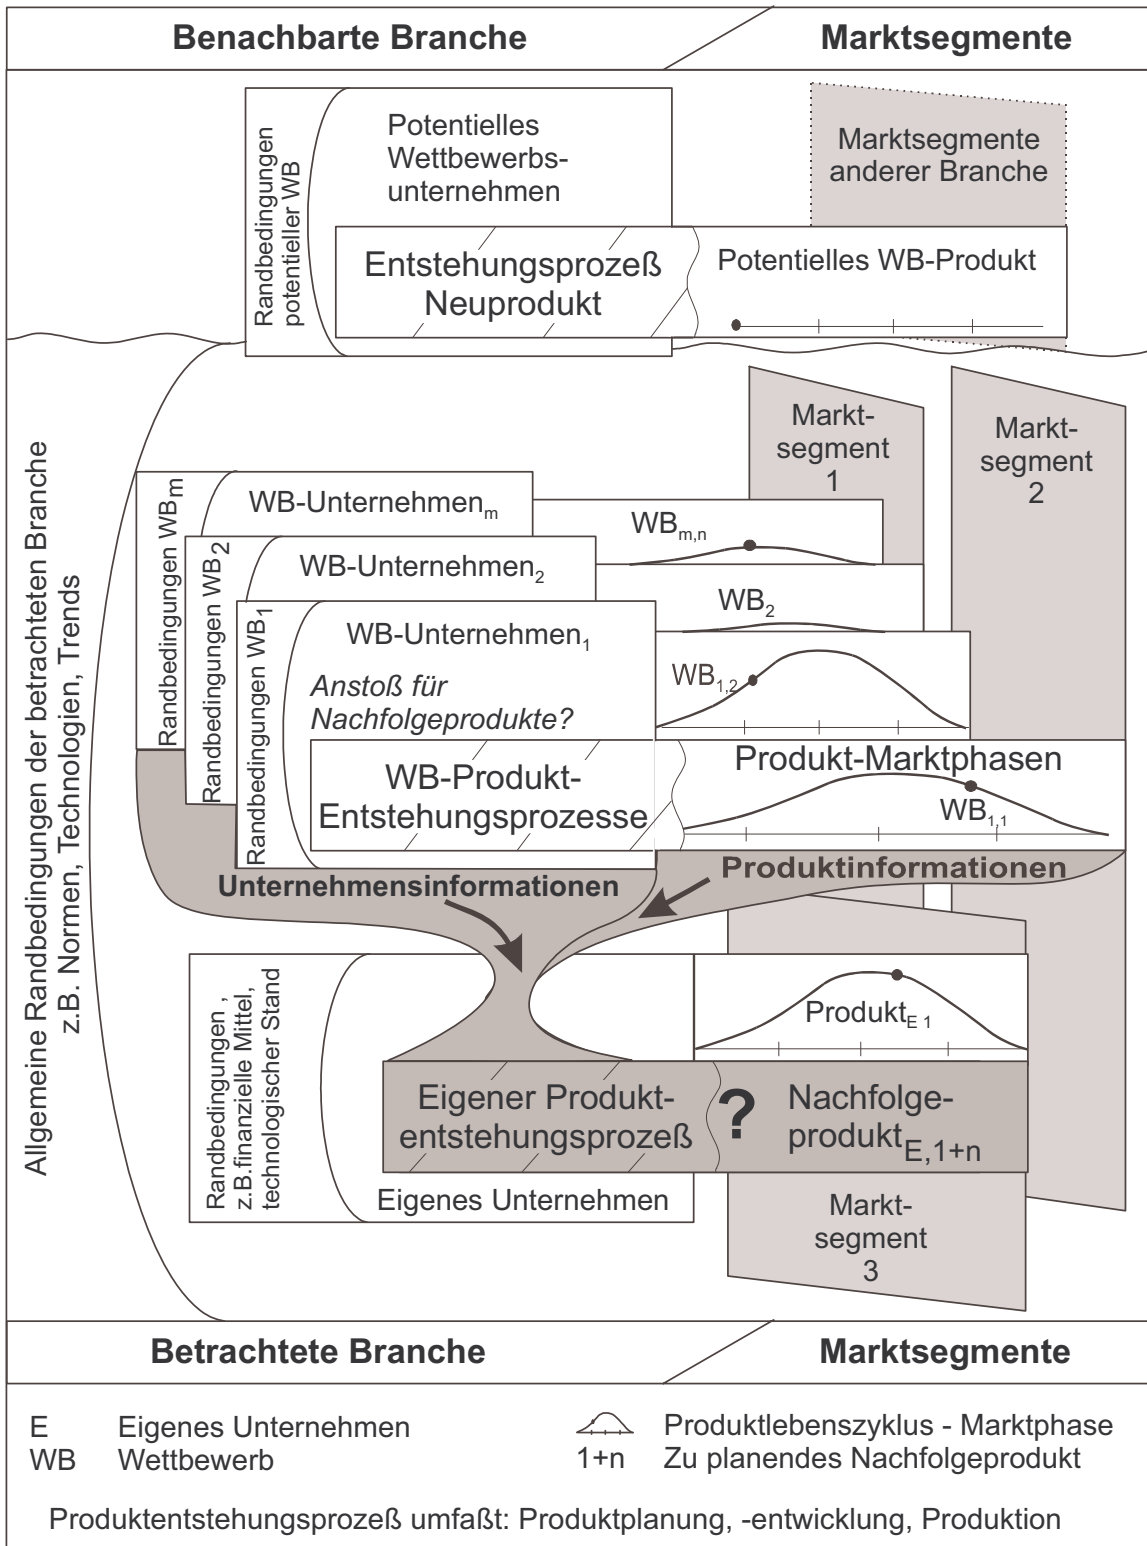 Benachbarte Branche
Marktsegmente
Randbedingungen
potentieller WB
Potentielles
Wettbewerbs-
unternehmen
Marktsegmente
anderer Branche
Entstehungsprozeß
Neuprodukt
Potentielles WB-Produkt
Allgemeine Randbedingungen der betrachteten Branche
z.B. Normen, Technologien, Trends
Markt-
segment
1
Markt-
segment
2
Randbedingungen WBm
WB-Unternehmenm
WBm,n
Randbedingungen WB2
WB-Unternehmen2
WB2
Randbedingungen WB1
WB-Unternehmen1
WB1,2
Anstoß für
Nachfolgeprodukte?
WB-Produkt-
Entstehungsprozesse
Produkt-Marktphasen
WB1,1
Unternehmensinformationen
Produktinformationen
Randbedingungen ,
z.B.finanzielle Mittel,
technologischer Stand
ProduktE 1
Eigener Produkt-
entstehungsprozeß
?
Nachfolge-
produktE,1+n
Eigenes Unternehmen
Markt-
segment
3
Betrachtete Branche
Marktsegmente
E Eigenes Unternehmen
WB Wettbewerb
Produktlebenszyklus - Marktphase
1+n Zu planendes Nachfolgeprodukt
Produktentstehungsprozeß umfaßt: Produktplanung, -entwicklung, Produktion